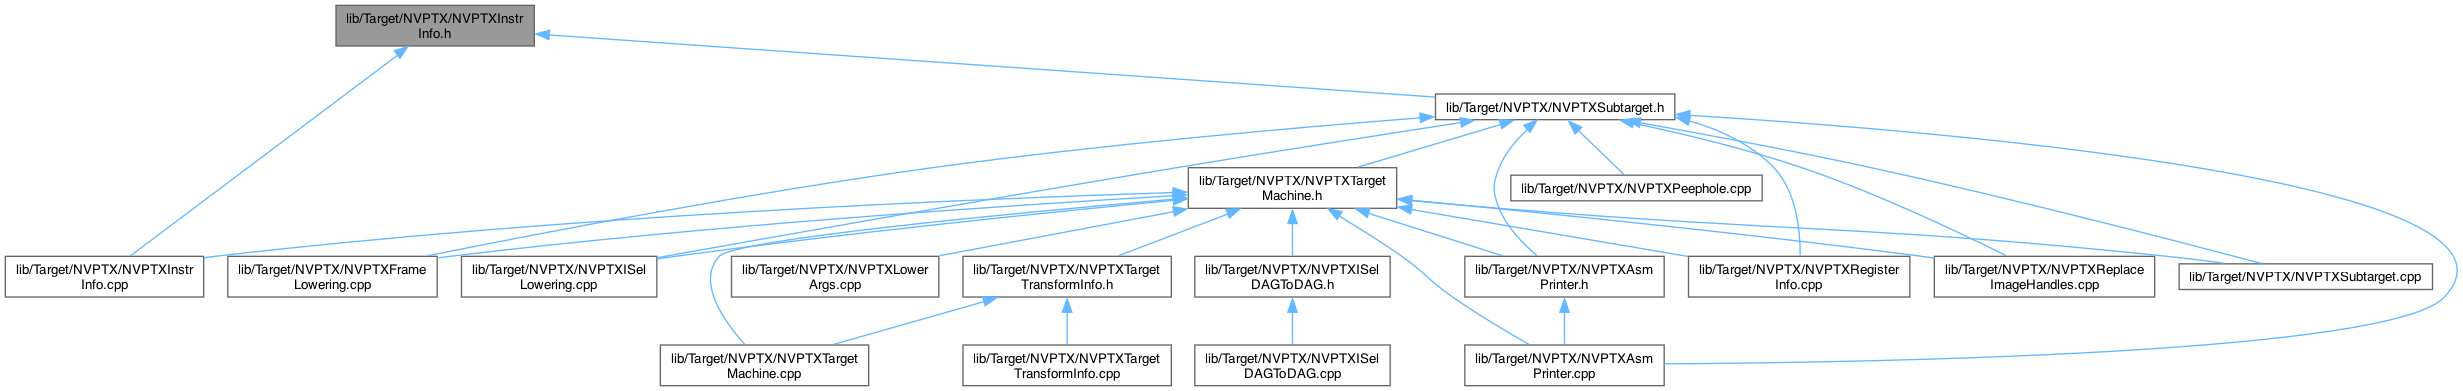 lib/Target/NVPTX/NVPTXInstr
Info.h
lib/Target/NVPTX/NVPTXSubtarget.h
lib/Target/NVPTX/NVPTXTarget
Machine.h
lib/Target/NVPTX/NVPTXPeephole.cpp
lib/Target/NVPTX/NVPTXInstr
Info.cpp
lib/Target/NVPTX/NVPTXFrame
Lowering.cpp
lib/Target/NVPTX/NVPTXISel
Lowering.cpp
lib/Target/NVPTX/NVPTXLower
Args.cpp
lib/Target/NVPTX/NVPTXTarget
TransformInfo.h
lib/Target/NVPTX/NVPTXISel
DAGToDAG.h
lib/Target/NVPTX/NVPTXAsm
Printer.h
lib/Target/NVPTX/NVPTXRegister
Info.cpp
lib/Target/NVPTX/NVPTXReplace
ImageHandles.cpp
lib/Target/NVPTX/NVPTXSubtarget.cpp
lib/Target/NVPTX/NVPTXTarget
Machine.cpp
lib/Target/NVPTX/NVPTXTarget
TransformInfo.cpp
lib/Target/NVPTX/NVPTXISel
DAGToDAG.cpp
lib/Target/NVPTX/NVPTXAsm
Printer.cpp